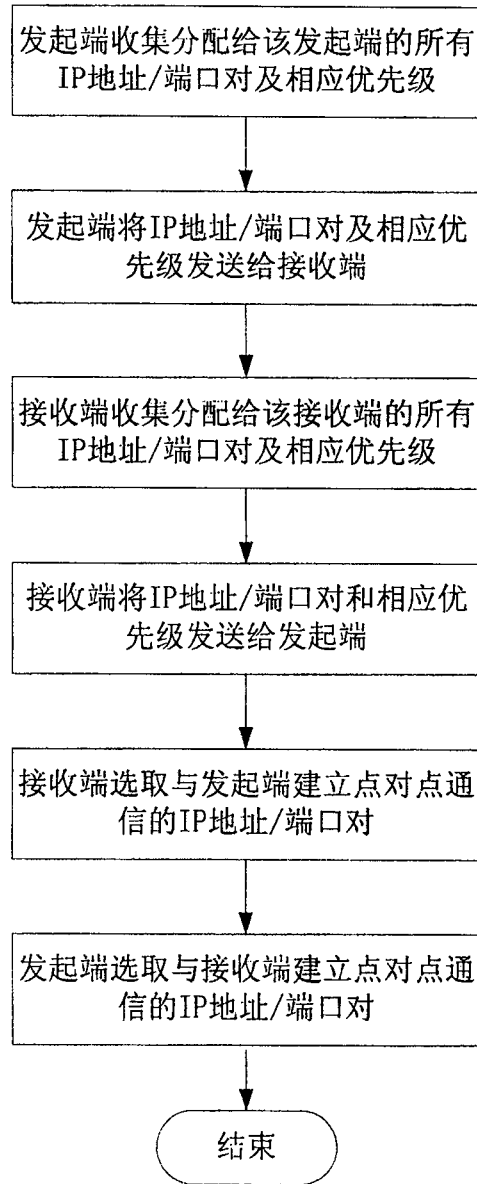 发起端收集分配给该发起端的所有
IP地址/端口对及相应优先级
发起端将IP地址/端口对及相应优
先级发送给接收端
接收端收集分配给该接收端的所有
IP地址/端口对及相应优先级
接收端将IP地址/端口对和相应优
先级发送给发起端
接收端选取与发起端建立点对点通
信的IP地址/端口对
发起端选取与接收端建立点对点通
信的IP地址/端口对
结束